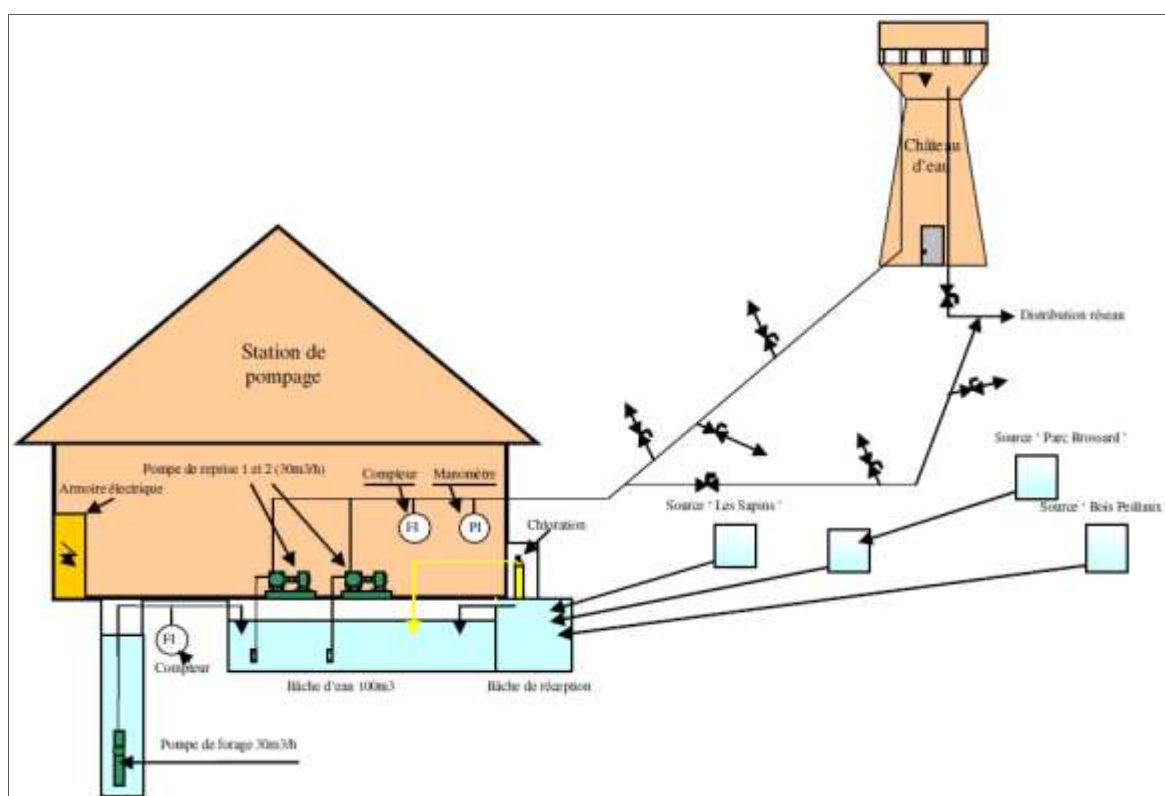 Château
d'eau
Distribution réseau
Station de
pompage
Source ' Parc Brossard '
Pompe de reprise 1 et 2 (30m3/h)
Compteur
Manomètre
Armoire électrique
Source ' Les Sapins '
Source ' Bois Peillaux '
FI
PI
Chloration
FI
Compteur
Bâche d'eau 100m3
Bâche de réception
Pompe de forage 30m3/h